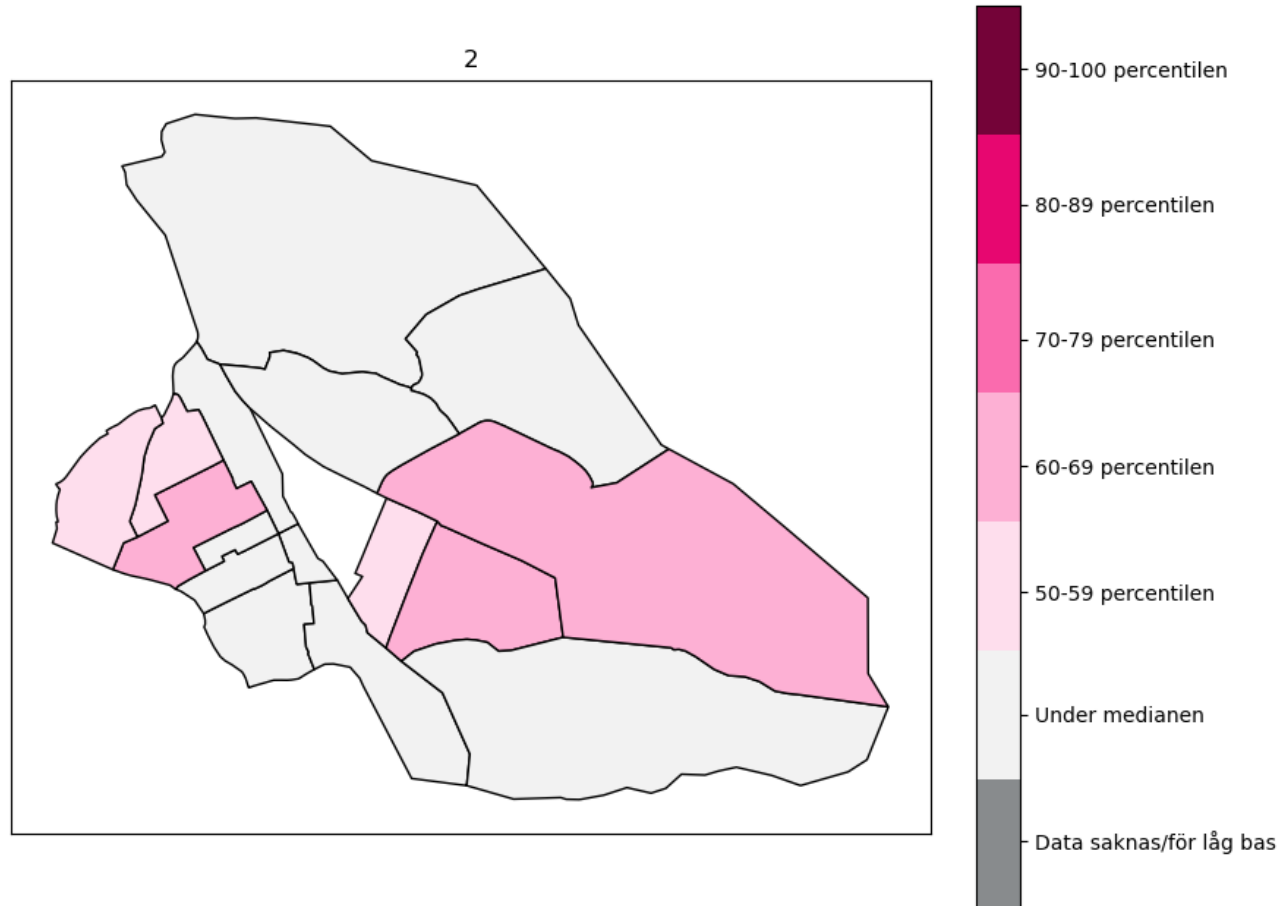 2
90-100 percentilen
80-89 percentilen
70-79 percentilen
60-69 percentilen
50-59 percentilen
Under medianen
Data saknas/för låg bas